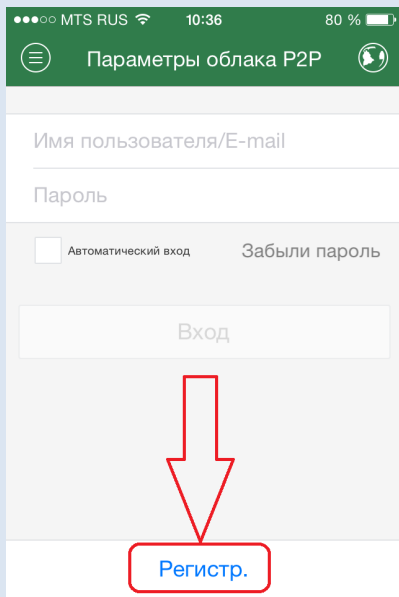 ●●●○○ MTS RUS 10:36 80 %
Параметры облака P2P
Имя пользователя/E-mail
Пароль
Автоматический вход Забыли пароль
Вход
Регистр.